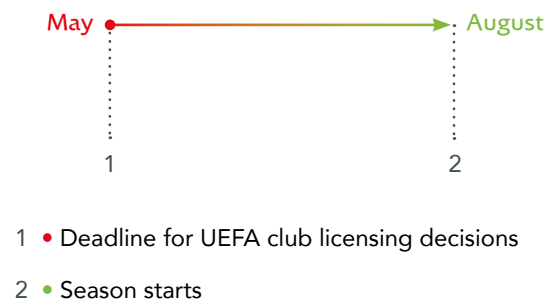 May August
1 2
1 • Deadline for UEFA club licensing decisions
2 • Season starts